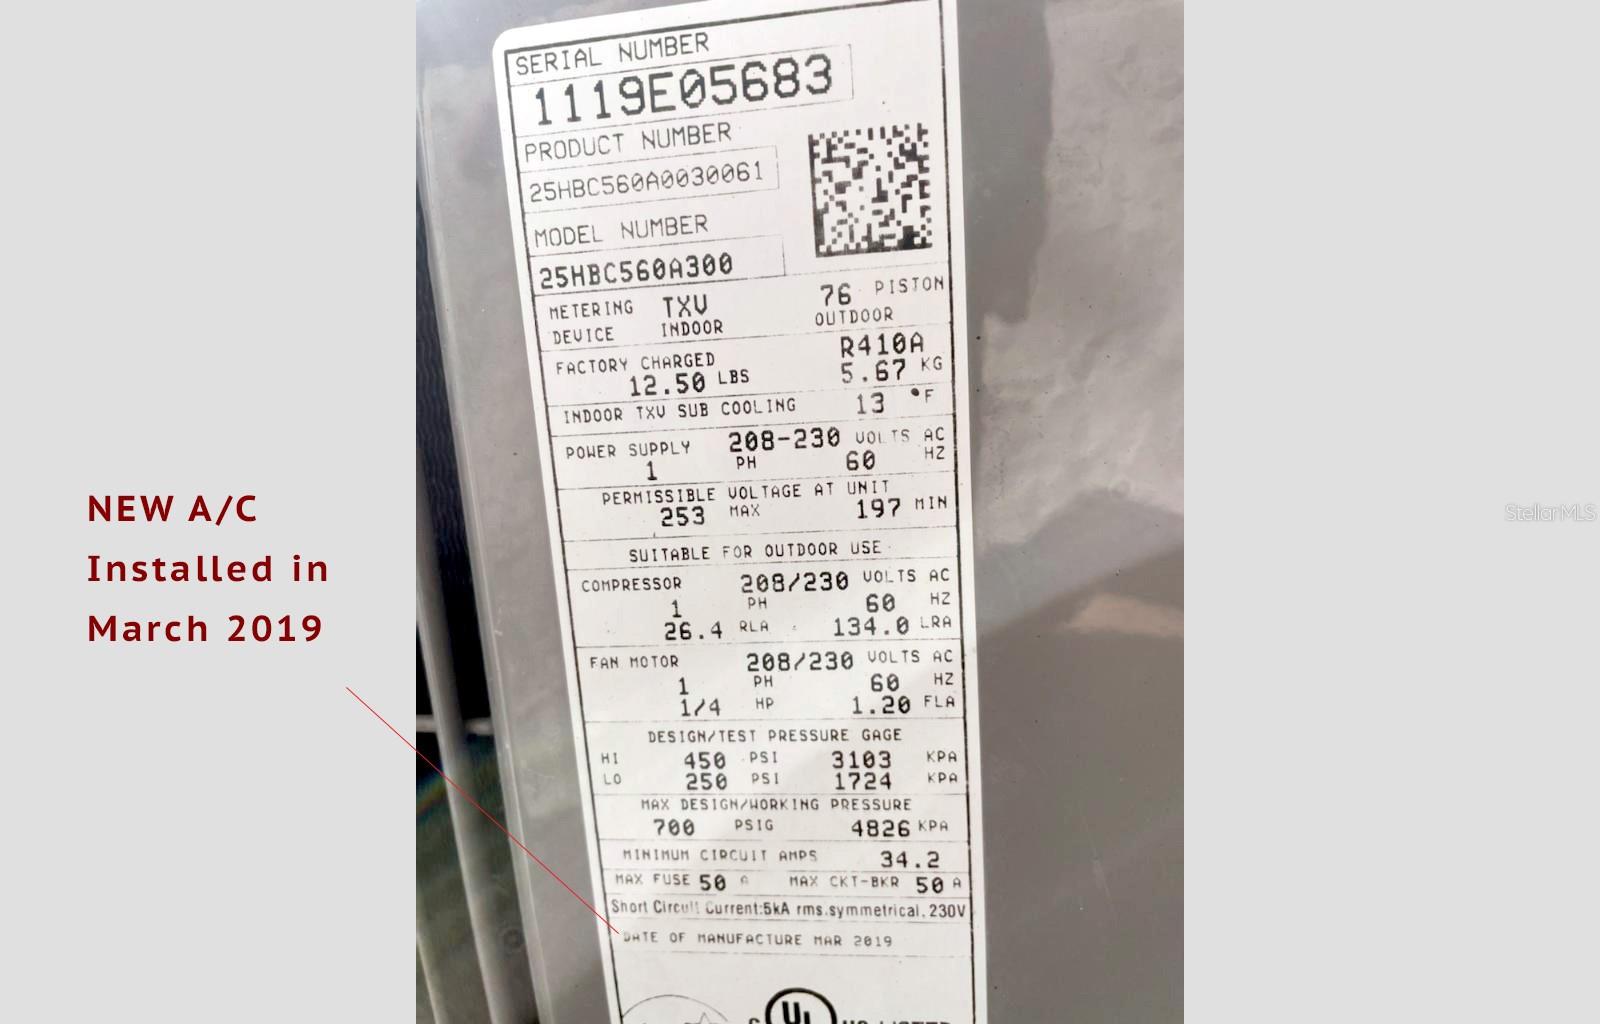 SERIAL NUMBER
1119E05683
PRODUCT NUMBER
25HBC560A0030061
MODEL NUMBER
25HBC560A300
METERING TXV 76 PISTON
DEVICE INDOOR OUTDOOR
FACTORY CHARGED R410A
12.50 LBS 5.67 KG
INDOOR TXV SUB COOLING 13 °F
POWER SUPPLY 208-230 VOLTS AC
1 PH 60 HZ
PERMISSIBLE VOLTAGE AT UNIT
253 MAX 197 MIN
SUITABLE FOR OUTDOOR USE
COMPRESSOR 208/230 VOLTS AC
1 PH 60 HZ
26.4 RLA 134.0 LRA
FAN MOTOR 208/230 VOLTS AC
1 PH 60 HZ
1/4 HP 1.20 FLA
DESIGN/TEST PRESSURE GAGE
HI 450 PSI 3103 KPA
LO 250 PSI 1724 KPA
MAX DESIGN/WORKING PRESSURE
700 PSIG 4826 KPA
MINIMUM CIRCUIT AMPS 34.2
MAX FUSE 50 A MAX CKT-BKR 50 A
Short Circuit Current:5kA rms.symmetrical, 230V
DATE OF MANUFACTURE MAR 2019
UL
NEW A/C
Installed in
March 2019
StellarMLS